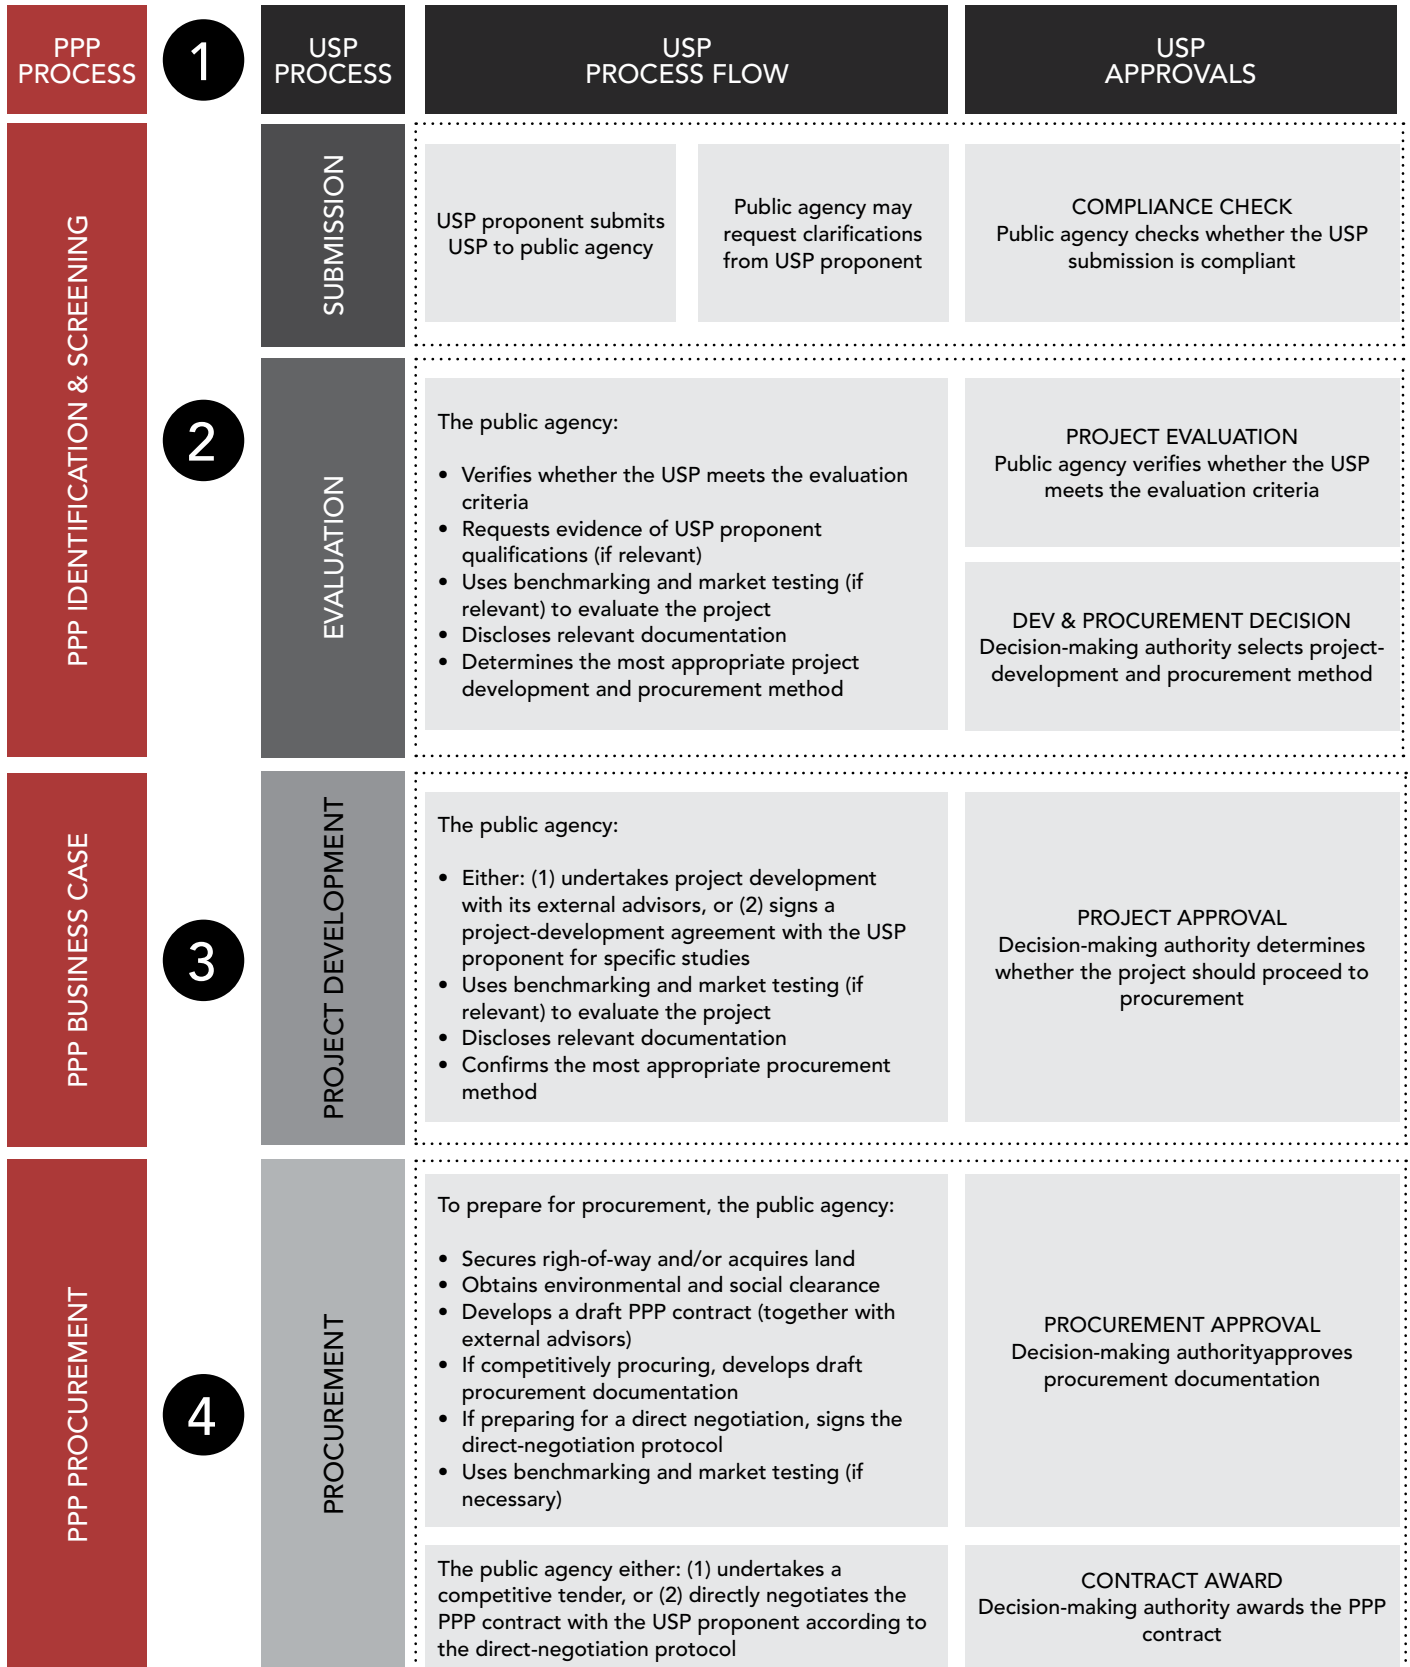 PPP
PROCESS
1
USP
PROCESS
USP
PROCESS FLOW
USP
APPROVALS
PPP IDENTIFICATION & SCREENING
SUBMISSION
USP proponent submits
USP to public agency
Public agency may
request clarifications
from USP proponent
COMPLIANCE CHECK
Public agency checks whether the USP
submission is compliant
2
EVALUATION
The public agency:
• Verifies whether the USP meets the evaluation
criteria
• Requests evidence of USP proponent
qualifications (if relevant)
• Uses benchmarking and market testing (if
relevant) to evaluate the project
• Discloses relevant documentation
• Determines the most appropriate project
development and procurement method
PROJECT EVALUATION
Public agency verifies whether the USP
meets the evaluation criteria
DEV & PROCUREMENT DECISION
Decision-making authority selects project-
development and procurement method
PPP BUSINESS CASE
3
PROJECT DEVELOPMENT
The public agency:
• Either: (1) undertakes project development
with its external advisors, or (2) signs a
project-development agreement with the USP
proponent for specific studies
• Uses benchmarking and market testing (if
relevant) to evaluate the project
• Discloses relevant documentation
• Confirms the most appropriate procurement
method
PROJECT APPROVAL
Decision-making authority determines
whether the project should proceed to
procurement
PPP PROCUREMENT
4
PROCUREMENT
To prepare for procurement, the public agency:
• Secures righ-of-way and/or acquires land
• Obtains environmental and social clearance
• Develops a draft PPP contract (together with
external advisors)
• If competitively procuring, develops draft
procurement documentation
• If preparing for a direct negotiation, signs the
direct-negotiation protocol
• Uses benchmarking and market testing (if
necessary)
PROCUREMENT APPROVAL
Decision-making authorityapproves
procurement documentation
The public agency either: (1) undertakes a
competitive tender, or (2) directly negotiates the
PPP contract with the USP proponent according to
the direct-negotiation protocol
CONTRACT AWARD
Decision-making authority awards the PPP
contract